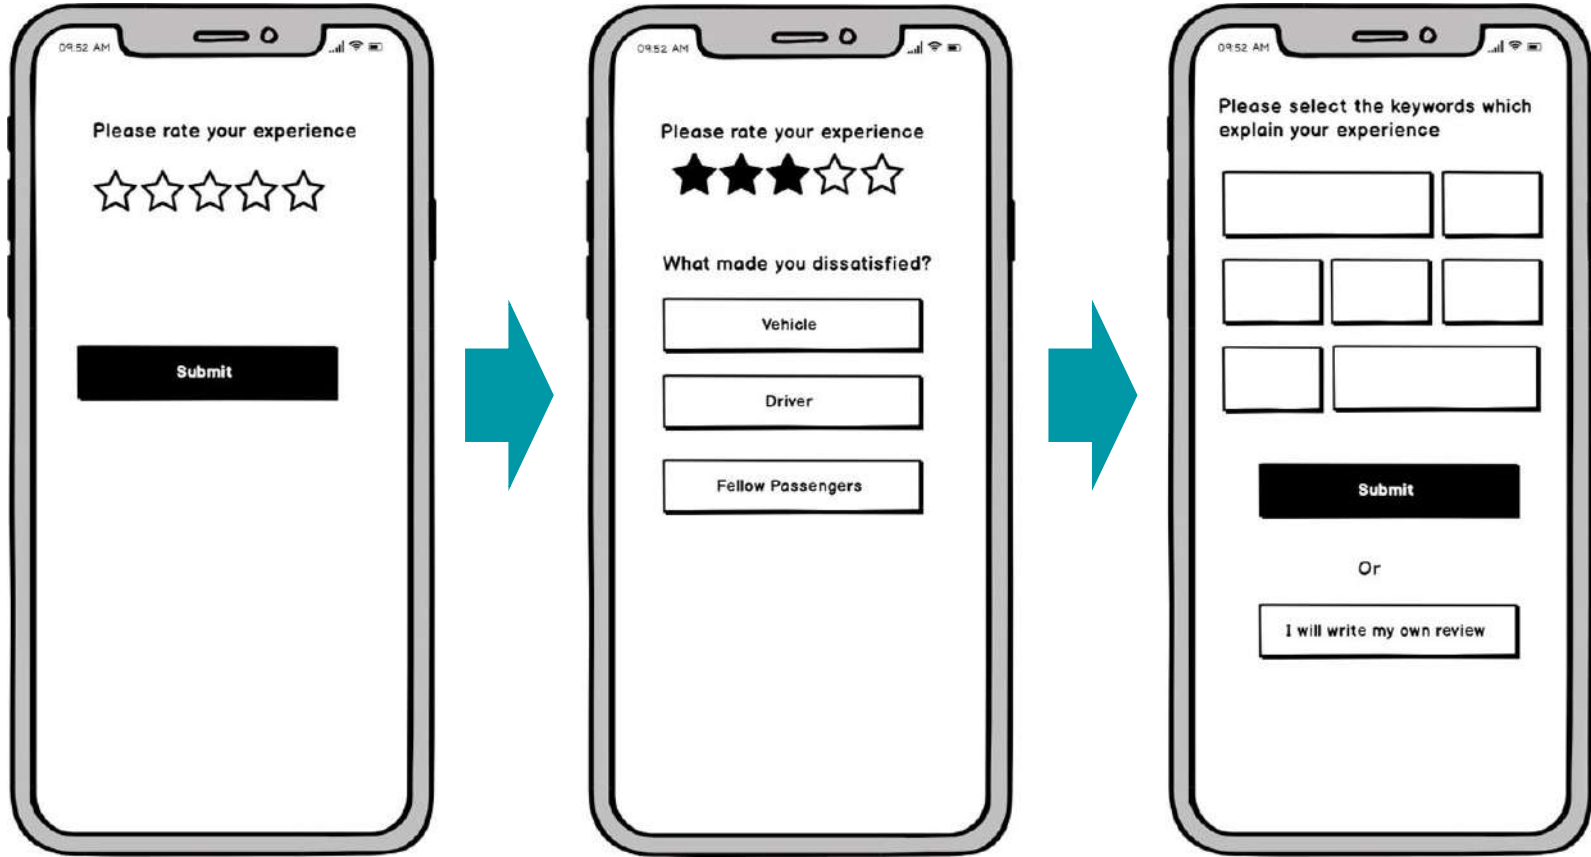 09:52 AM
Please rate your experience
Submit
09:52 AM
Please rate your experience
What made you dissatisfied?
Vehicle
Driver
Fellow Passengers
09:52 AM
Please select the keywords which
explain your experience
Submit
Or
I will write my own review